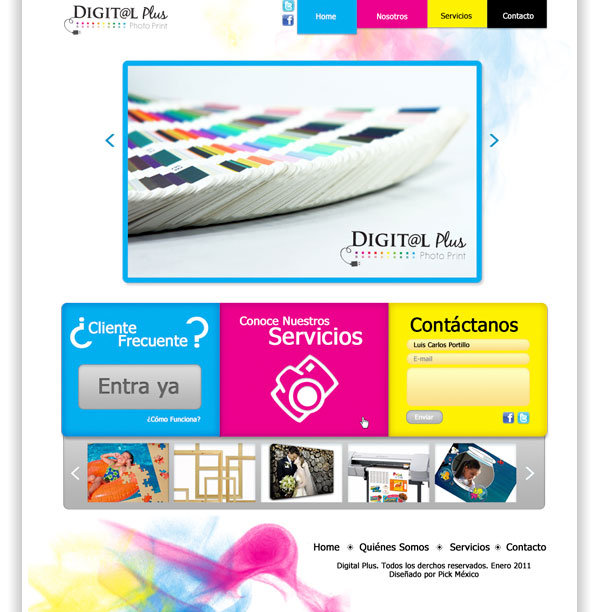 DIGIT@L Plus
Photo Print
Home
Nosotros
Servicios
Contacto
DIGIT@L Plus
Photo Print
¿Cliente
Frecuente?
Entra ya
¿Cómo Funciona?
Conoce Nuestros
Servicios
Contáctanos
Luis Carlos Portillo
E-mail
Enviar
Home
Quiénes Somos
Servicios
Contacto
Digital Plus. Todos los derchos reservados. Enero 2011
Diseñado por Pick México